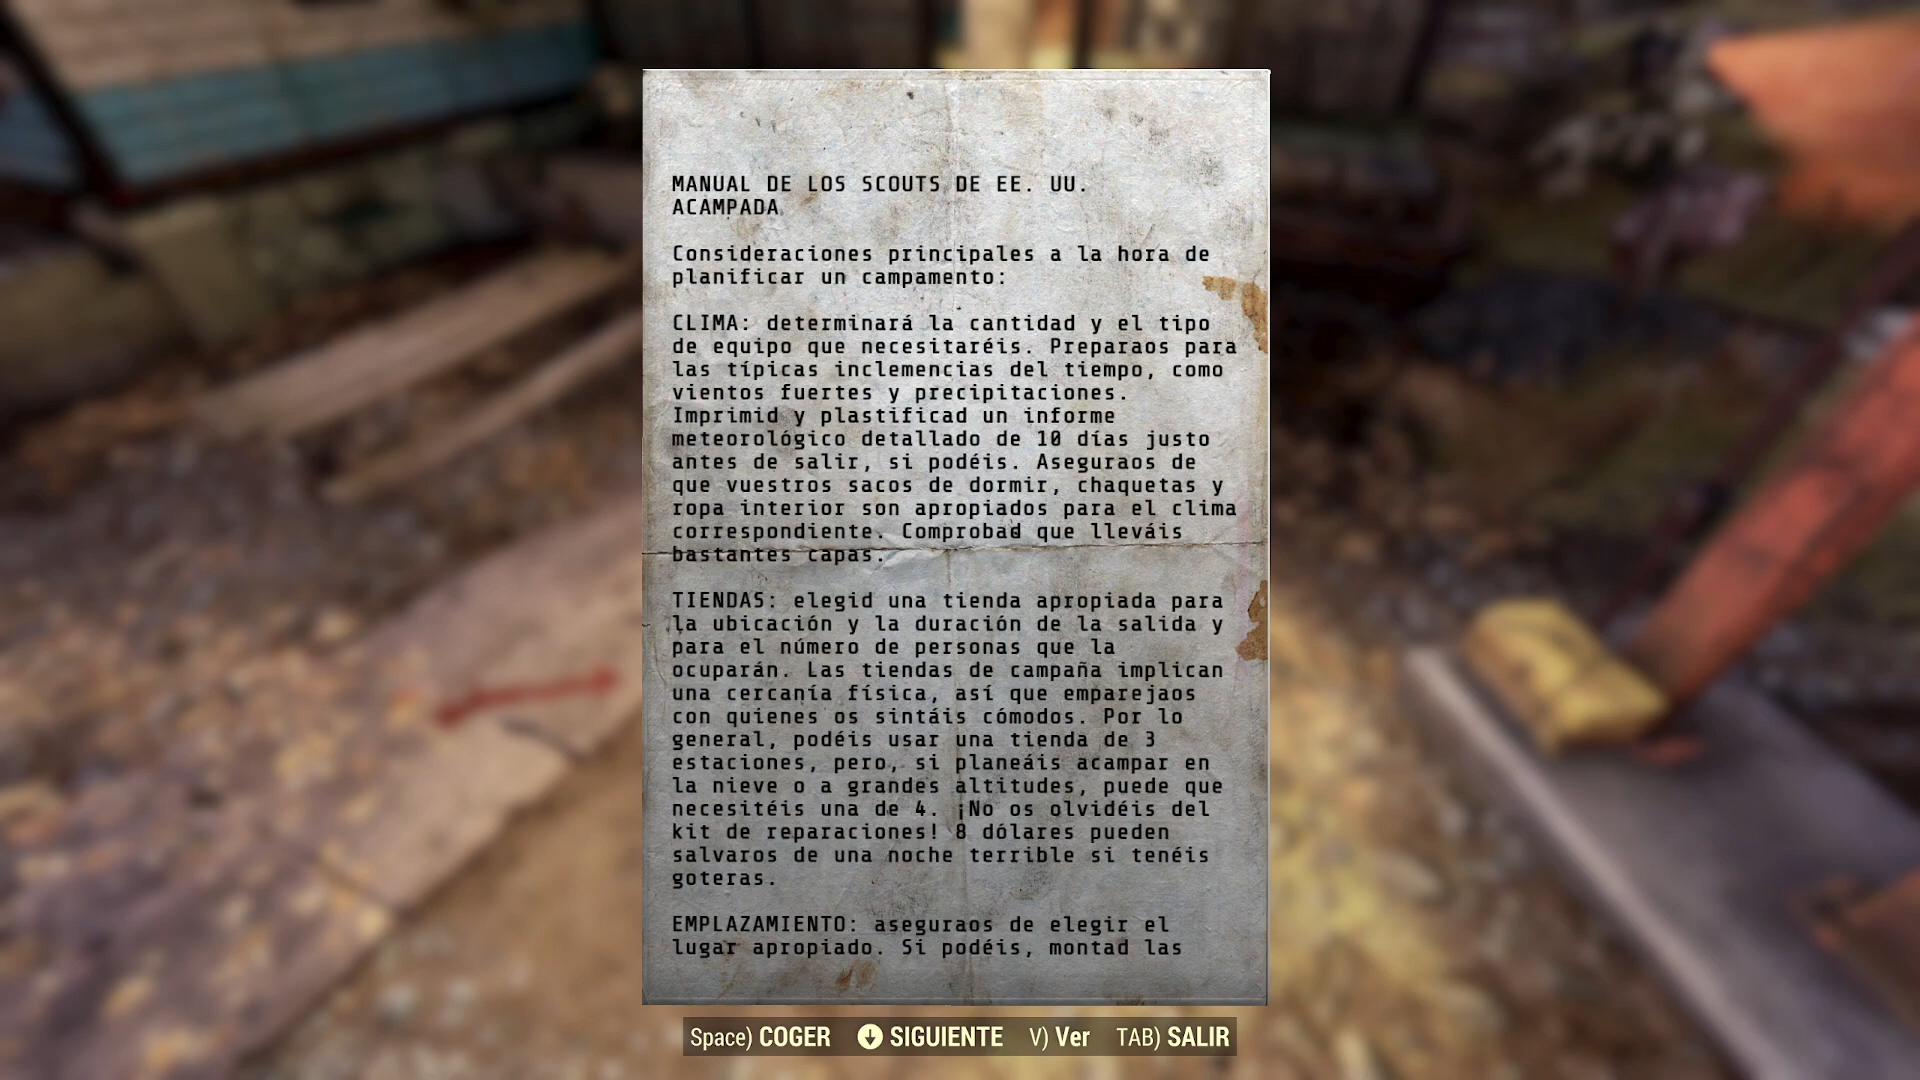 MANUAL DE LOS SCOUTS DE EE. UU.
ACAMPADA
Consideraciones principales a la hora de
planificar un campamento:
CLIMA: determinará la cantidad y el tipo
de equipo que necesitaréis. Preparaos para
las típicas inclemencias del tiempo, como
vientos fuertes y precipitaciones.
Imprimid y plastificad un informe
meteorológico detallado de 10 días justo
antes de salir, si podéis. Aseguraos de
que vuestros sacos de dormir, chaquetas y
ropa interior son apropiados para el clima
correspondiente. Comprobad que lleváis
bastantes capas.
TIENDAS: elegid una tienda apropiada para
la ubicación y la duración de la salida y
para el número de personas que la
ocuparán. Las tiendas de campaña implican
una cercanía física, así que emparejaos
con quienes os sintáis cómodos. Por lo
general, podéis usar una tienda de 3
estaciones, pero, si planeáis acampar en
la nieve o a grandes altitudes, puede que
necesitéis una de 4. ¡No os olvidéis del
kit de reparaciones! 8 dólares pueden
salvaros de una noche terrible si tenéis
goteras.
EMPLAZAMIENTO: aseguraos de elegir el
lugar apropiado. Si podéis, montad las
Space) COGER SIGUIENTE V) Ver TAB) SALIR